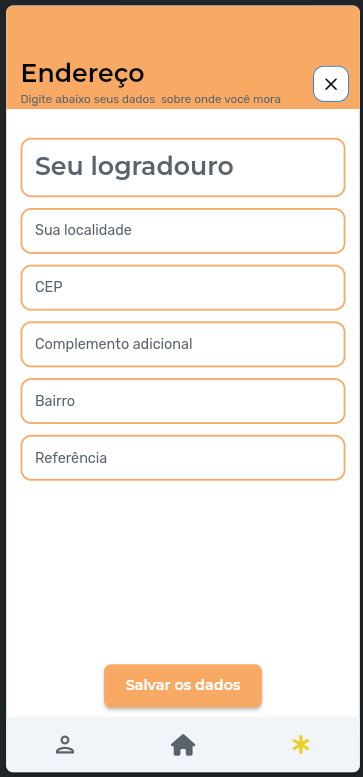 Endereço
Digite abaixo seus dados sobre onde você mora
Seu logradouro
Sua localidade
CEP
Complemento adicional
Bairro
Referência
Salvar os dados